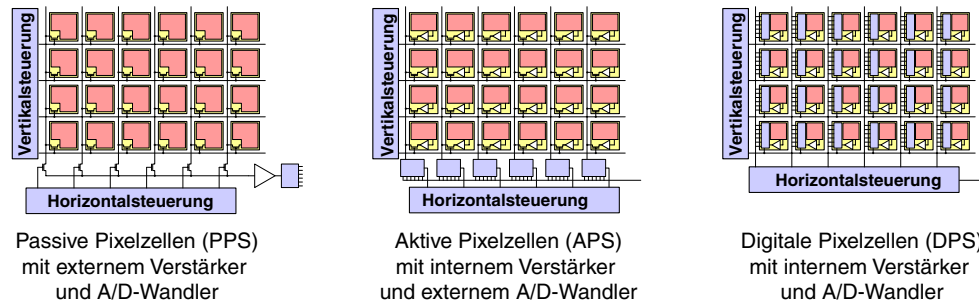 Vertikalsteuerung
Horizontalsteuerung
Passive Pixelzellen (PPS)
mit externem Verstärker
und A/D-Wandler
Vertikalsteuerung
Horizontalsteuerung
Aktive Pixelzellen (APS)
mit internem Verstärker
und externem A/D-Wandler
Vertikalsteuerung
Horizontalsteuerung
Digitale Pixelzellen (DPS)
mit internem Verstärker
und A/D-Wandler